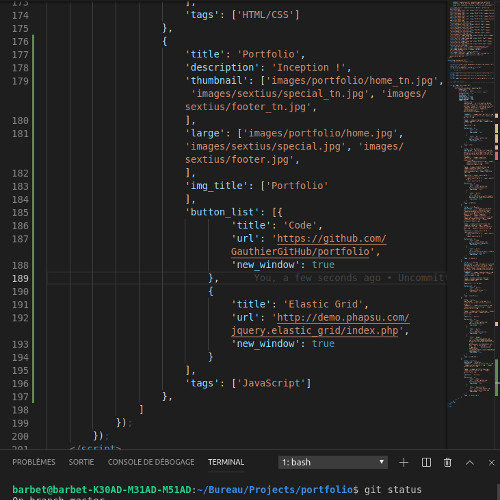 173 ],
174 'tags': ['HTML/CSS']
175 },
176 {
177 'title': 'Portfolio',
178 'description': 'Inception !',
179 'thumbnail': ['images/portfolio/home_tn.jpg',
'images/sextius/special_tn.jpg', 'images/
sextius/footer_tn.jpg',
180 ],
181 'large': ['images/portfolio/home.jpg',
'images/sextius/special.jpg', 'images/
sextius/footer.jpg',
182 ],
183 'img_title': ['Portfolio'
184 ],
185 'button_list': [{
186 'title': 'Code',
187 'url': 'https://github.com/
GauthierGitHub/portfolio',
188 'new_window': true
189 }, You, a few seconds ago • Uncommit
190 {
191 'title': 'Elastic Grid',
192 'url': 'http://demo.phapsu.com/
jquery.elastic_grid/index.php',
193 'new_window': true
194 }
195 ],
196 'tags': ['JavaScript']
197 },
198 ]
199 });
200 });
201 </script>
PROBLÈMES SORTIE CONSOLE DE DÉBOGAGE TERMINAL 1: bash
barbet@barbet-K30AD-M31AD-M51AD:~/Bureau/Projects/portfolio$ git status
On branch master